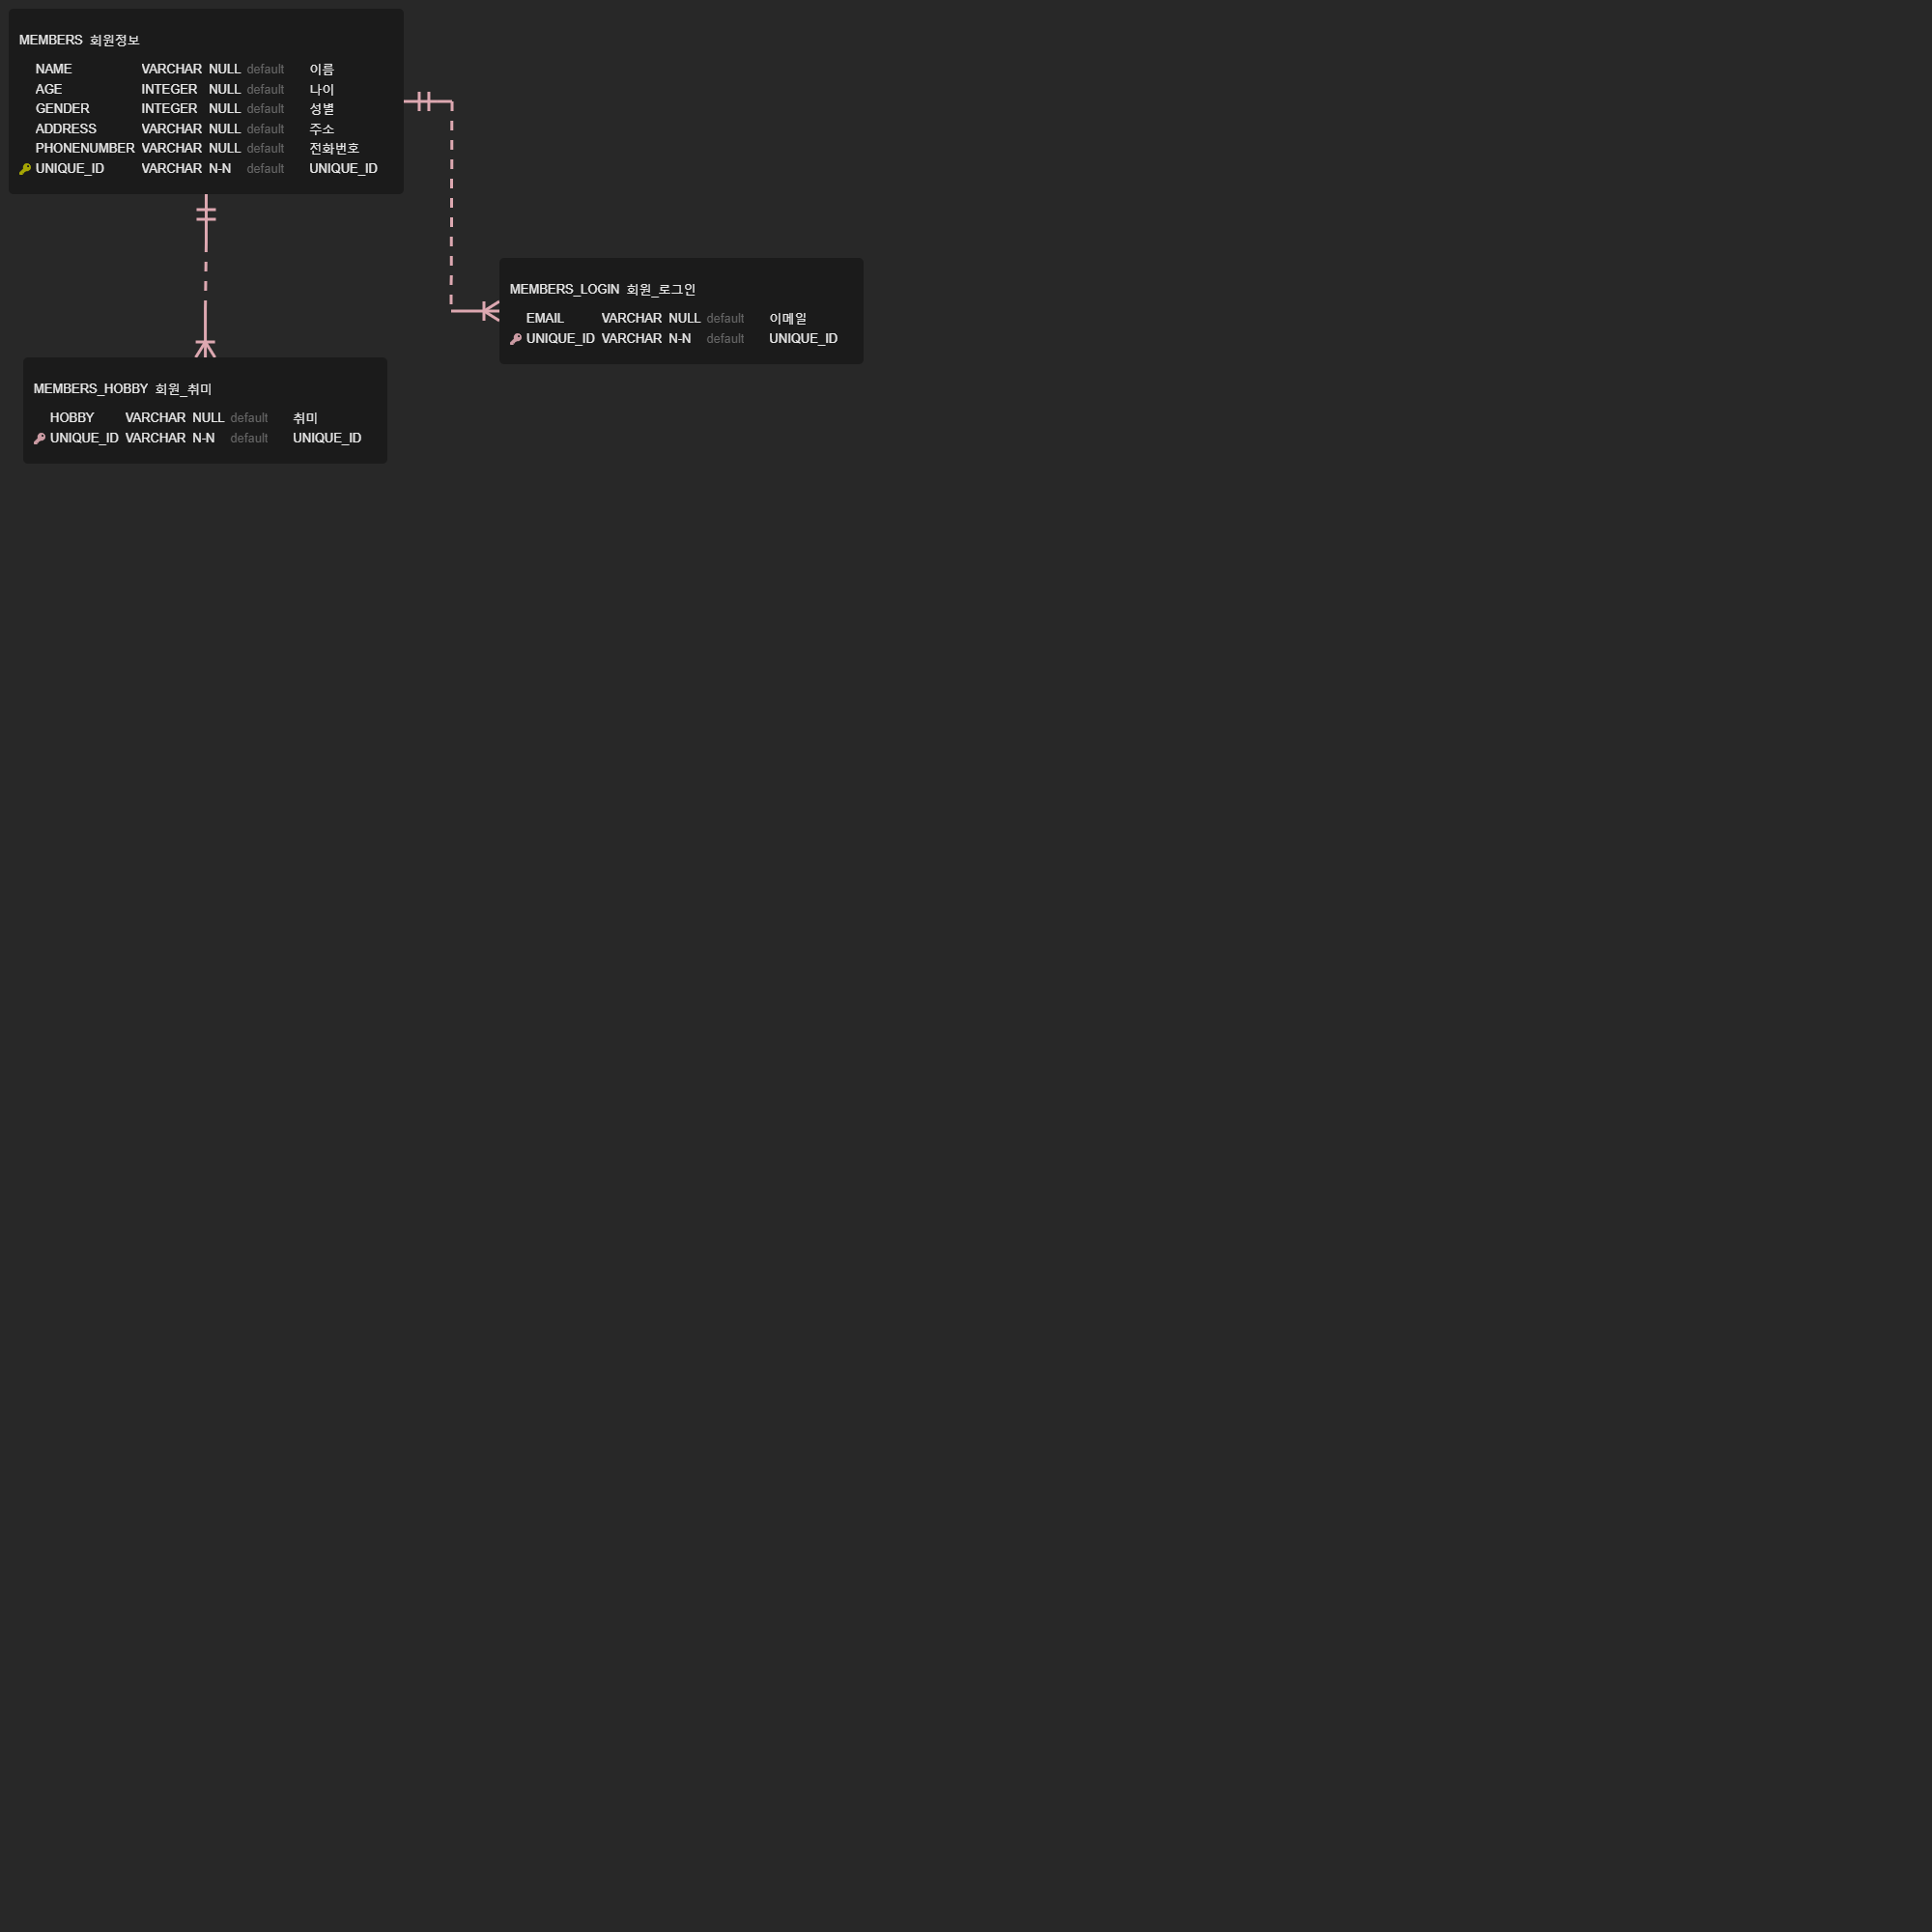 MEMBERS 회원정보
NAME VARCHAR NULL default 이름
AGE INTEGER NULL default 나이
GENDER INTEGER NULL default 성별
ADDRESS VARCHAR NULL default 주소
PHONENUMBER VARCHAR NULL default 전화번호
UNIQUE_ID VARCHAR N-N default UNIQUE_ID
MEMBERS_LOGIN 회원_로그인
EMAIL VARCHAR NULL default 이메일
UNIQUE_ID VARCHAR N-N default UNIQUE_ID
MEMBERS_HOBBY 회원_취미
HOBBY VARCHAR NULL default 취미
UNIQUE_ID VARCHAR N-N default UNIQUE_ID